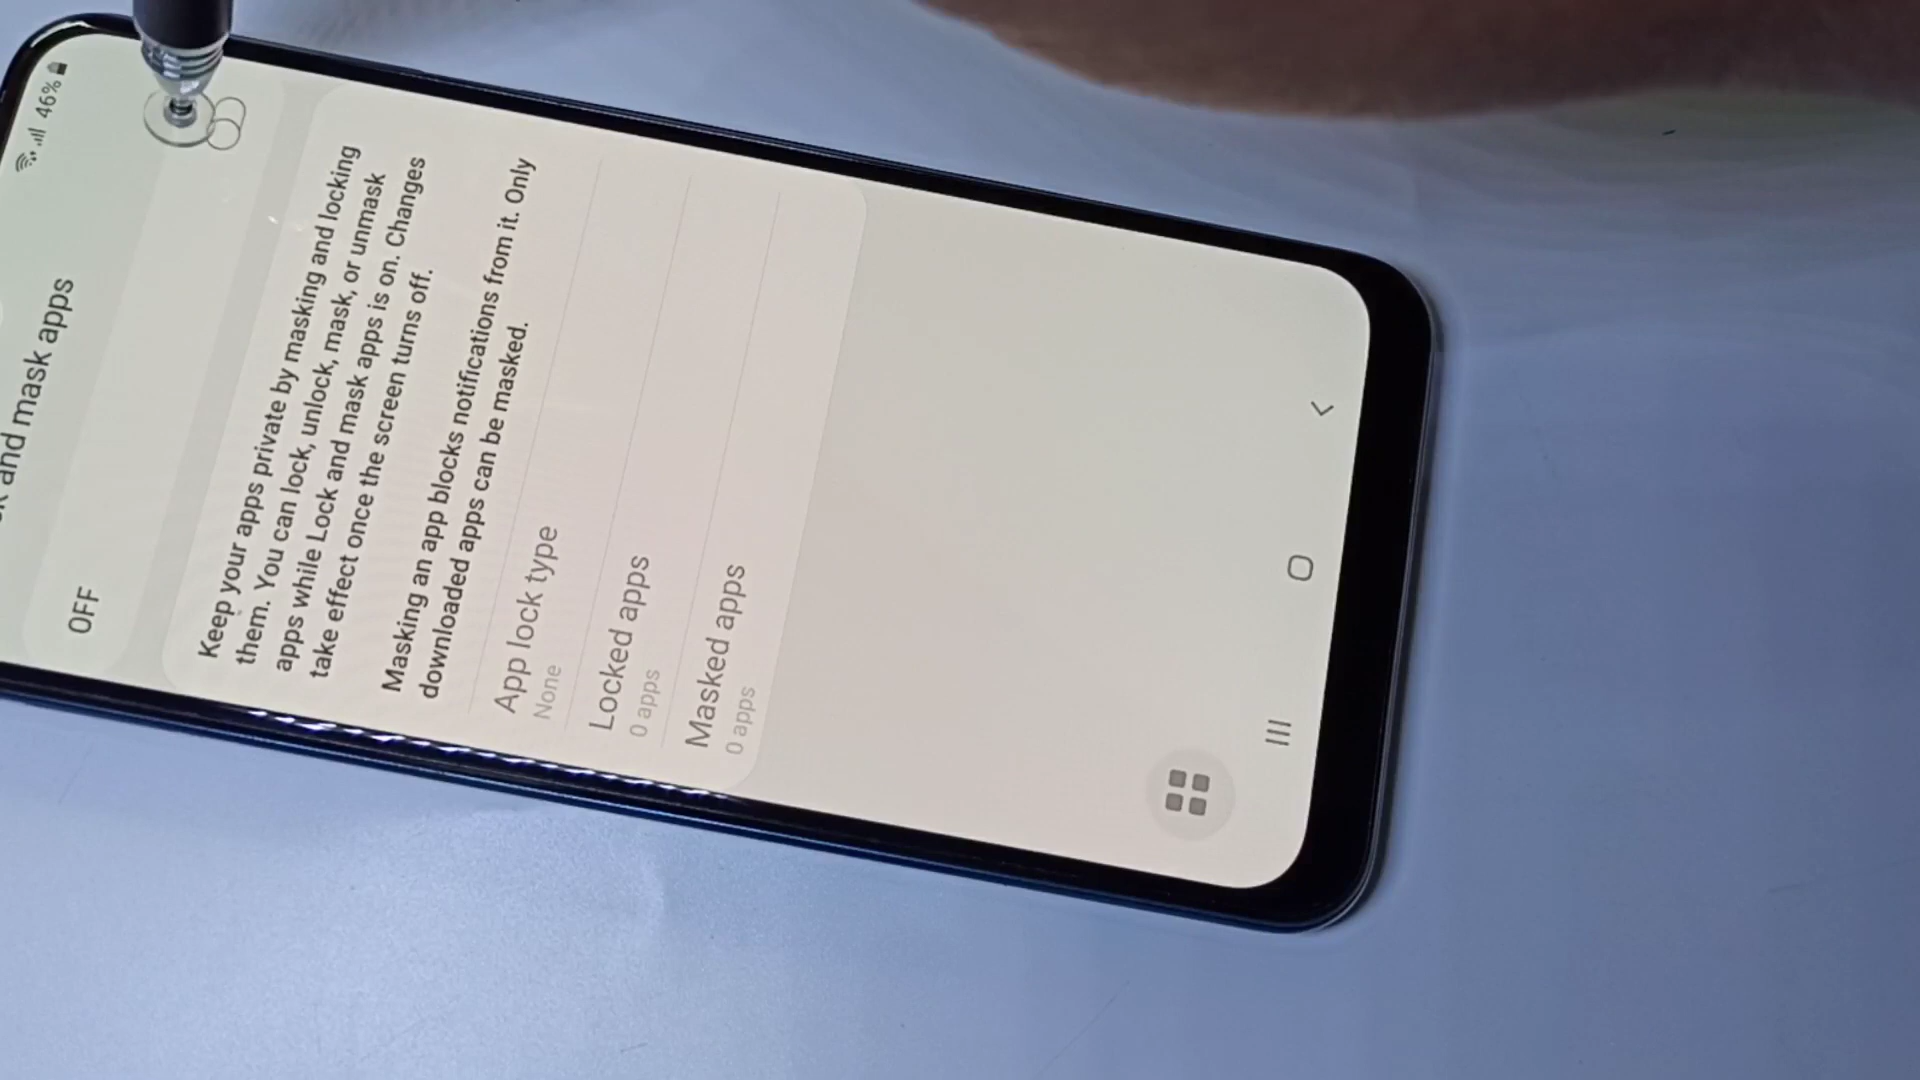 46%
and mask apps
OFF
Keep your apps private by masking and locking
them. You can lock, unlock, mask, or unmask
apps while Lock and mask apps is on. Changes
take effect once the screen turns off.
Masking an app blocks notifications from it. Only
downloaded apps can be masked.
App lock type
None
Locked apps
0 apps
Masked apps
0 apps